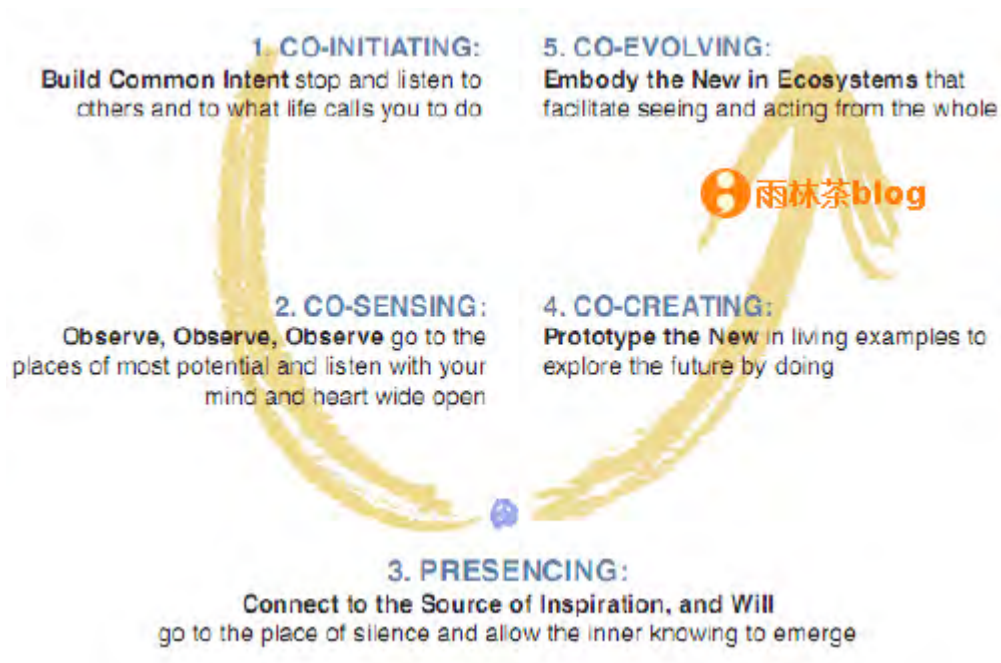 1. CO-INITIATING:
Build Common Intent stop and listen to
others and to what life calls you to do
2. CO-SENSING:
Observe, Observe, Observe go to the
places of most potential and listen with your
mind and heart wide open
3. PRESENCING:
Connect to the Source of Inspiration, and Will
go to the place of silence and allow the inner knowing to emerge
4. CO-CREATING:
Prototype the New in living examples to
explore the future by doing
5. CO-EVOLVING:
Embody the New in Ecosystems that
facilitate seeing and acting from the whole
雨林茶blog